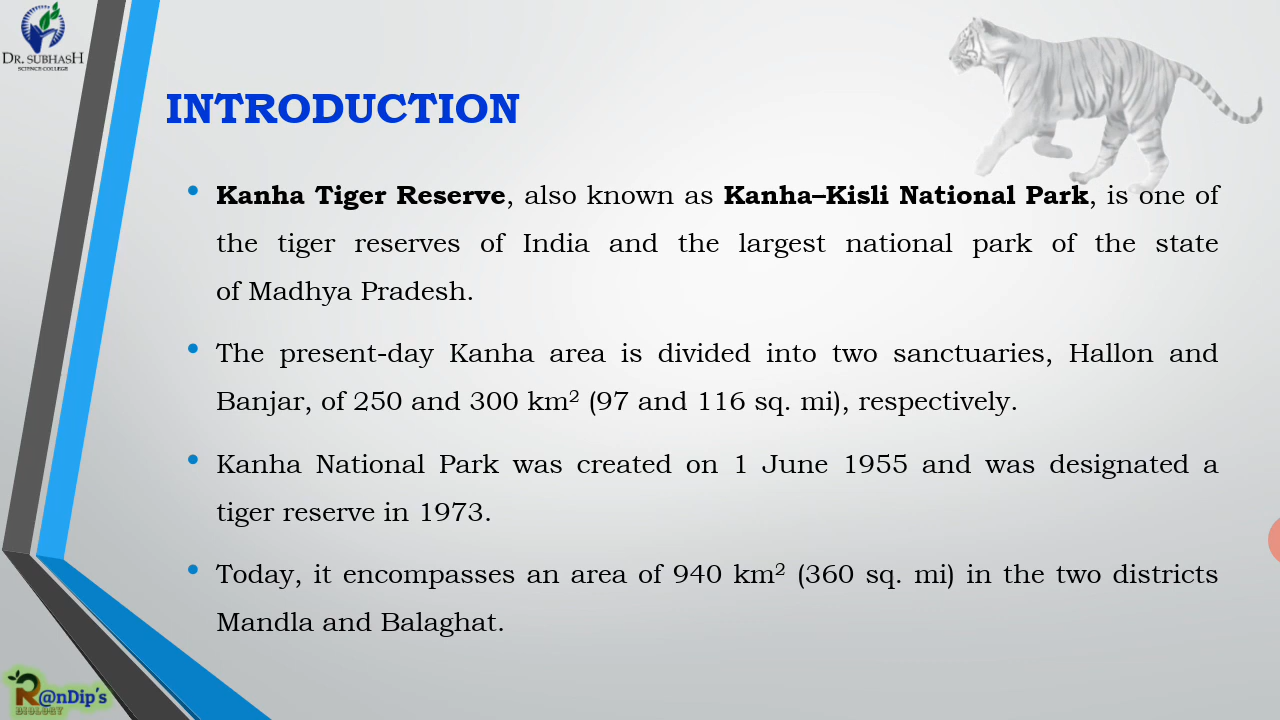 DR. SUBHASH
SCIENCE COLLEGE
INTRODUCTION
• Kanha Tiger Reserve, also known as Kanha–Kisli National Park, is one of
the tiger reserves of India and the largest national park of the state
of Madhya Pradesh.
• The present-day Kanha area is divided into two sanctuaries, Hallon and
Banjar, of 250 and 300 km² (97 and 116 sq. mi), respectively.
• Kanha National Park was created on 1 June 1955 and was designated a
tiger reserve in 1973.
• Today, it encompasses an area of 940 km² (360 sq. mi) in the two districts
Mandla and Balaghat.
R@nDip's
BIOLOGY